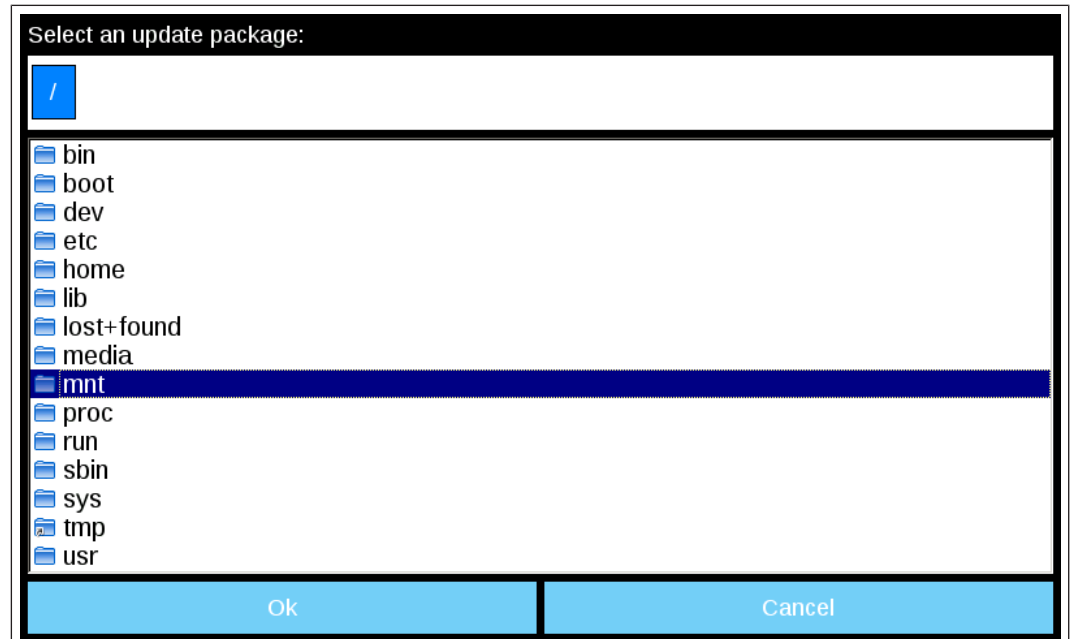 Select an update package:
/
bin
boot
dev
etc
home
lib
lost+found
media
mnt
proc
run
sbin
sys
tmp
usr
Ok Cancel